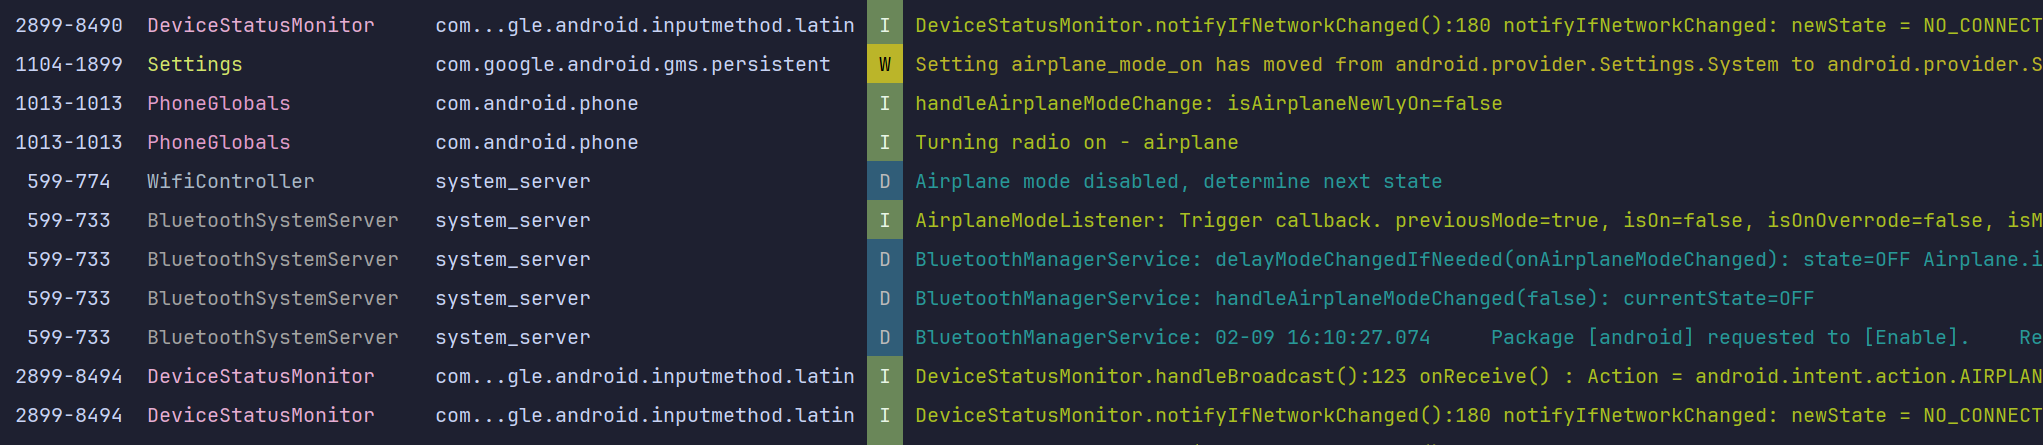 2899-8490 DeviceStatusMonitor com...gle.android.inputmethod.latin I DeviceStatusMonitor.notifyIfNetworkChanged():180 notifyIfNetworkChanged: newState = NO_CONNECT
1104-1899 Settings com.google.android.gms.persistent W Setting airplane_mode_on has moved from android.provider.Settings.System to android.provider.S
1013-1013 PhoneGlobals com.android.phone I handleAirplaneModeChange: isAirplaneNewlyOn=false
1013-1013 PhoneGlobals com.android.phone I Turning radio on - airplane
599-774 WifiController system_server D Airplane mode disabled, determine next state
599-733 BluetoothSystemServer system_server I AirplaneModeListener: Trigger callback. previousMode=true, isOn=false, isOnOverrode=false, isM
599-733 BluetoothSystemServer system_server D BluetoothManagerService: delayModeChangedIfNeeded(onAirplaneModeChanged): state=OFF Airplane.i
599-733 BluetoothSystemServer system_server D BluetoothManagerService: handleAirplaneModeChanged(false): currentState=OFF
599-733 BluetoothSystemServer system_server D BluetoothManagerService: 02-09 16:10:27.074 Package [android] requested to [Enable]. Re
2899-8494 DeviceStatusMonitor com...gle.android.inputmethod.latin I DeviceStatusMonitor.handleBroadcast():123 onReceive() : Action = android.intent.action.AIRPLAN
2899-8494 DeviceStatusMonitor com...gle.android.inputmethod.latin I DeviceStatusMonitor.notifyIfNetworkChanged():180 notifyIfNetworkChanged: newState = NO_CONNECT